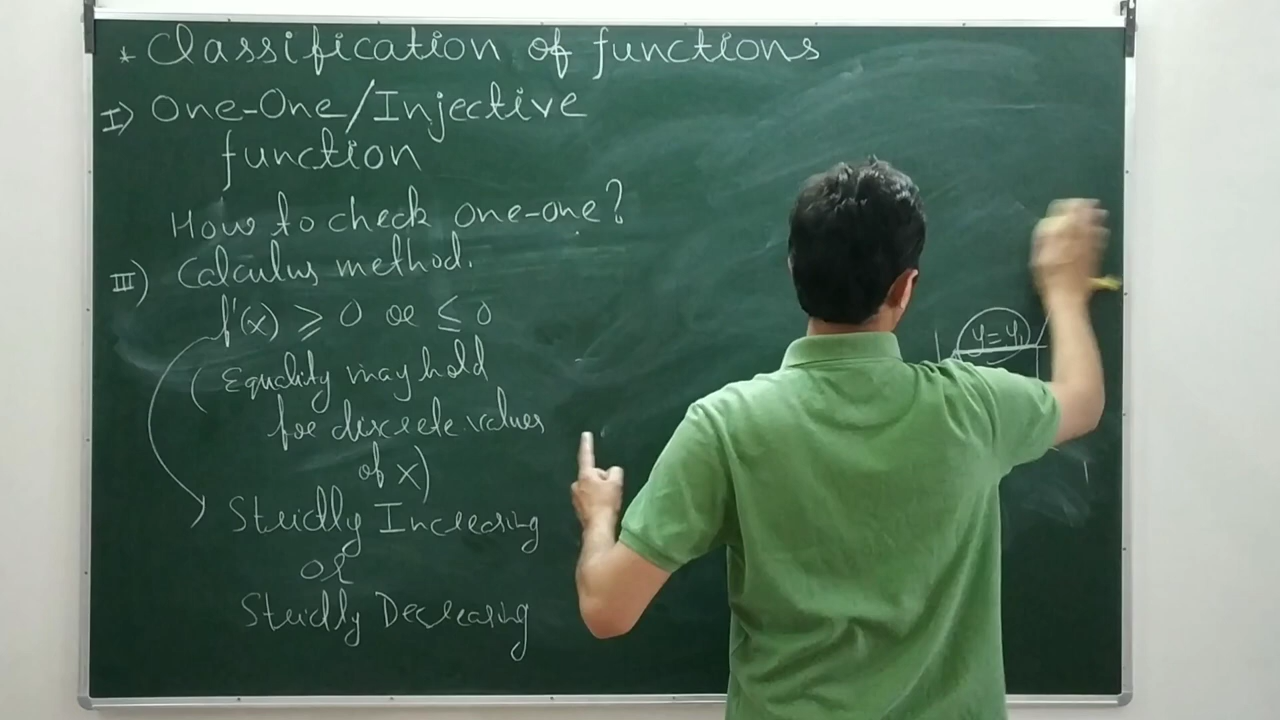 * Classification of functions
I) One-One/Injective
function
How to check one-one?
III) Calculus method.
f'(x) ⩾ 0 or ≤ 0
( Equality may hold
for discrete values
of x)
Strictly Increasing
or
Strictly Decreasing
y = y₁